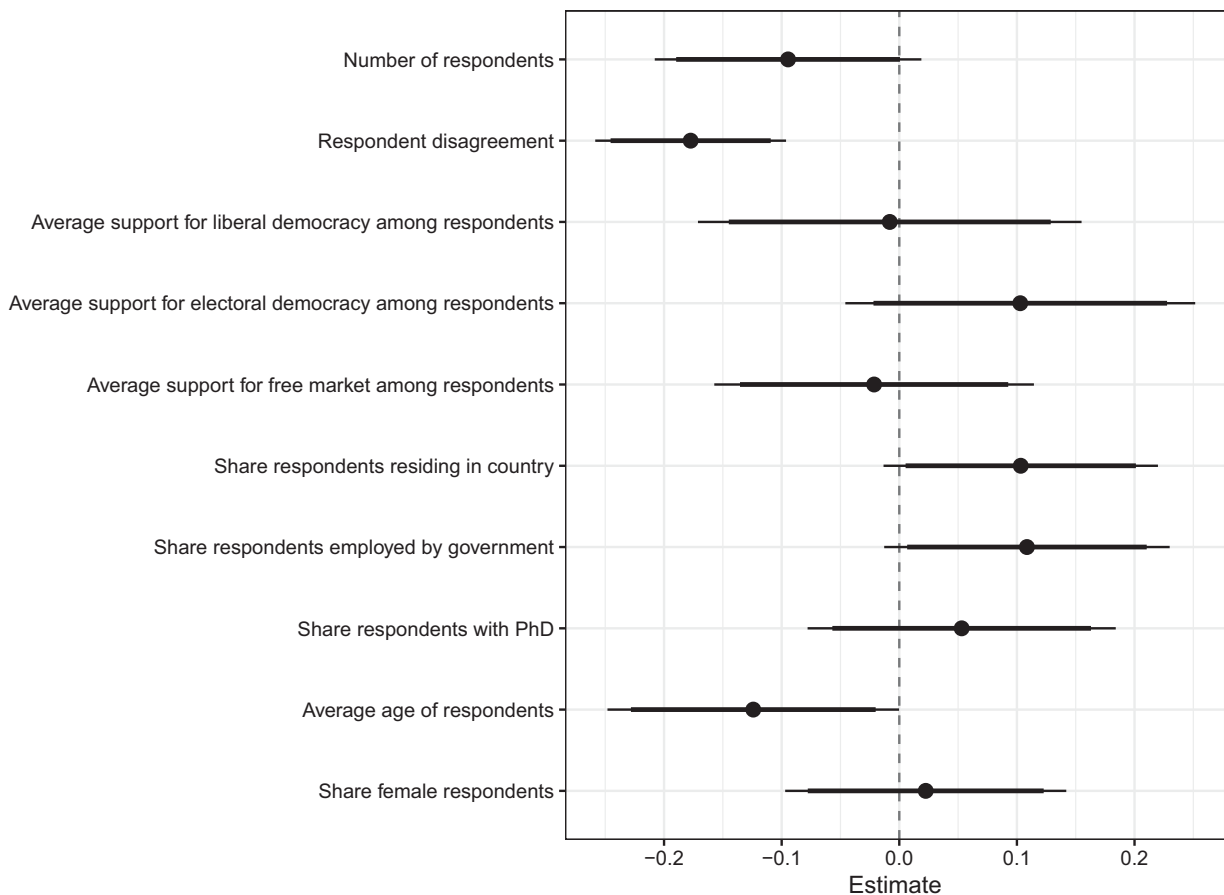 Number of respondents
Respondent disagreement
Average support for liberal democracy among respondents
Average support for electoral democracy among respondents
Average support for free market among respondents
Share respondents residing in country
Share respondents employed by government
Share respondents with PhD
Average age of respondents
Share female respondents
−0.2 −0.1 0.0 0.1 0.2
Estimate